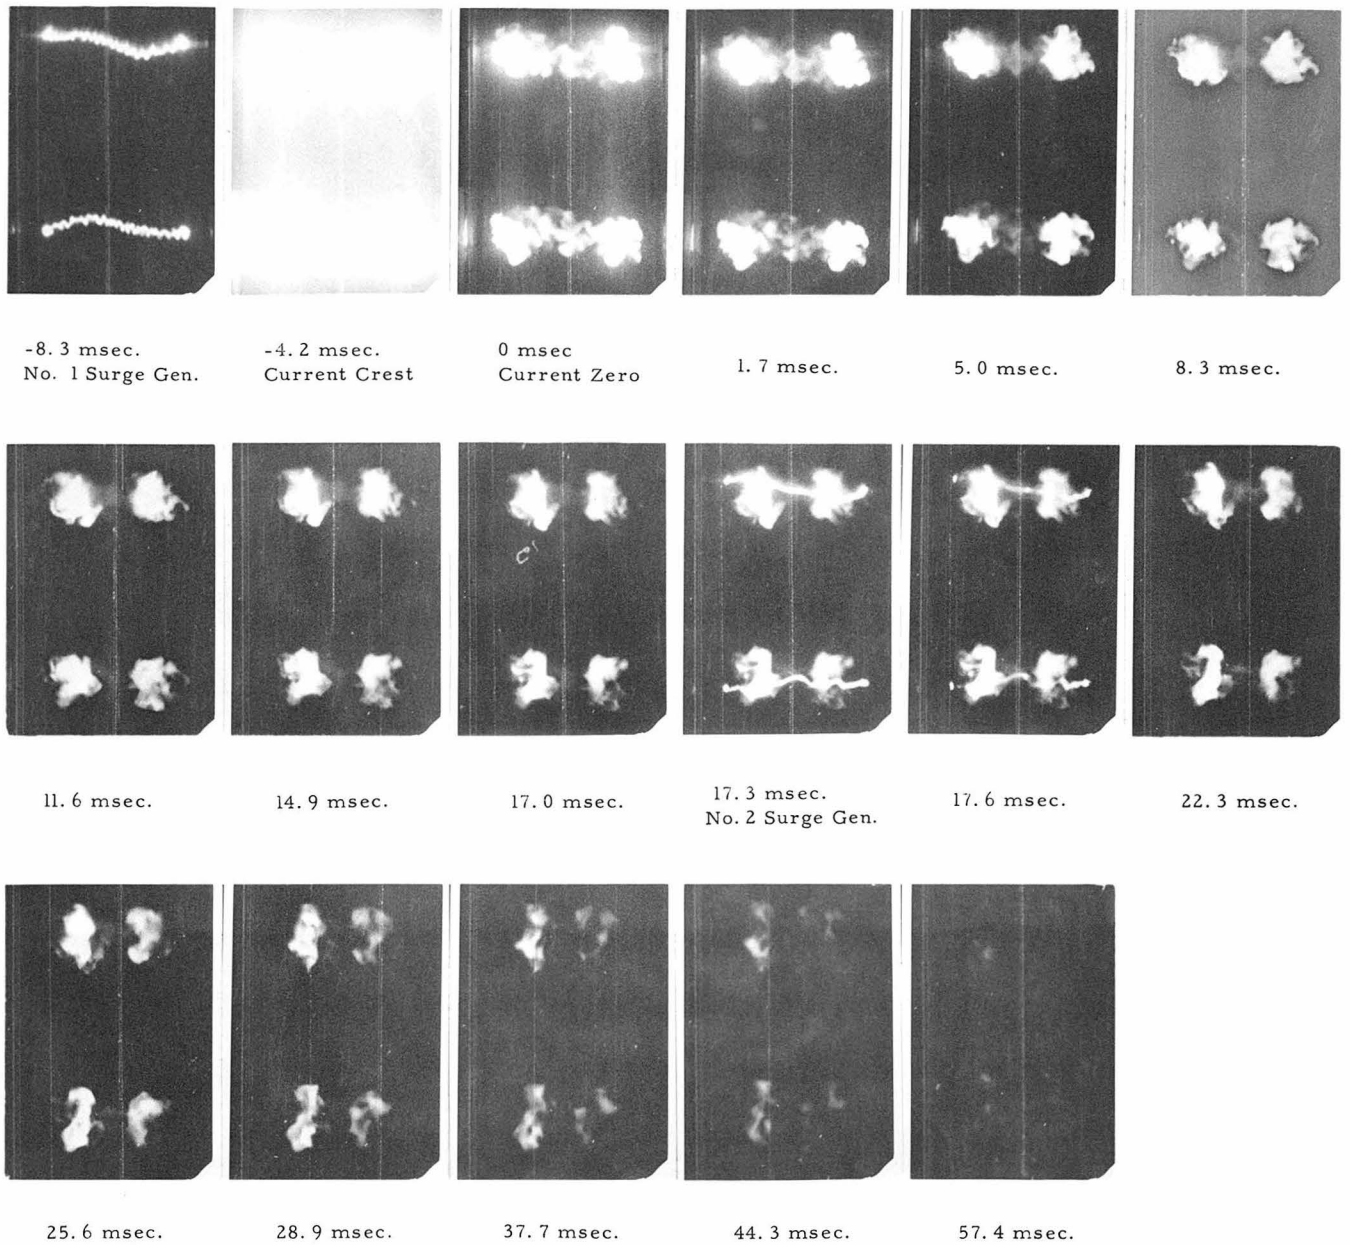 -8. 3 msec.
No. 1 Surge Gen.
-4. 2 msec.
Current Crest
0 msec
Current Zero
1. 7 msec.
5. 0 msec.
8. 3 msec.
11. 6 msec.
14. 9 msec.
17. 0 msec.
17. 3 msec.
No. 2 Surge Gen.
17. 6 msec.
22. 3 msec.
25. 6 msec.
28. 9 msec.
37. 7 msec.
44. 3 msec.
57. 4 msec.